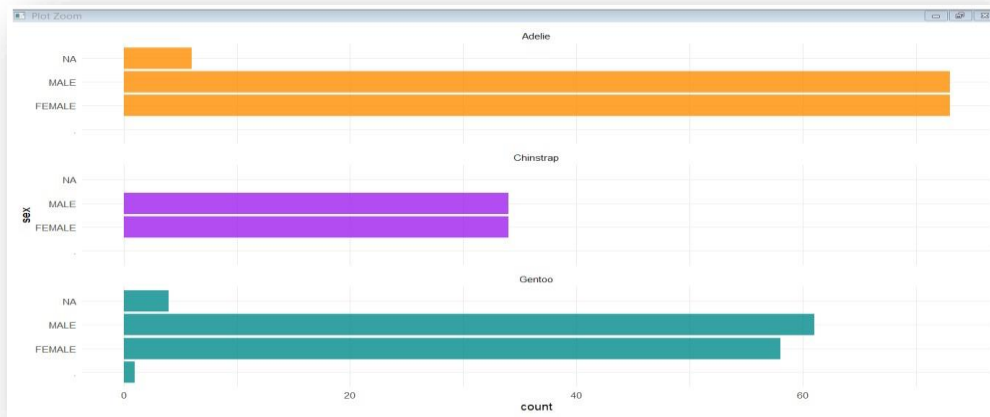 Plot Zoom
Adelie
NA
MALE
FEMALE
.
Chinstrap
NA
MALE
FEMALE
.
sex
Gentoo
NA
MALE
FEMALE
.
0 20 40 60
count